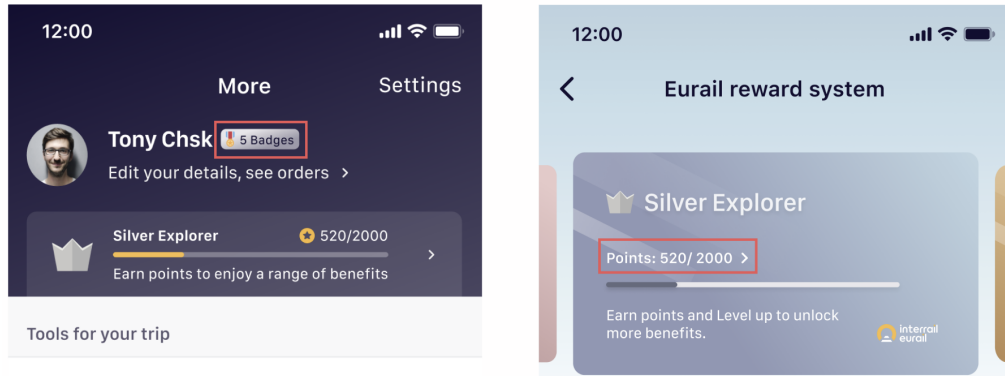 12:00
More
Settings
Tony Chsk
5 Badges
Edit your details, see orders >
Silver Explorer
520/2000
Earn points to enjoy a range of benefits
Tools for your trip
12:00
Eurail reward system
Silver Explorer
Points: 520/ 2000 >
Earn points and Level up to unlock
more benefits.
interrail
eurail